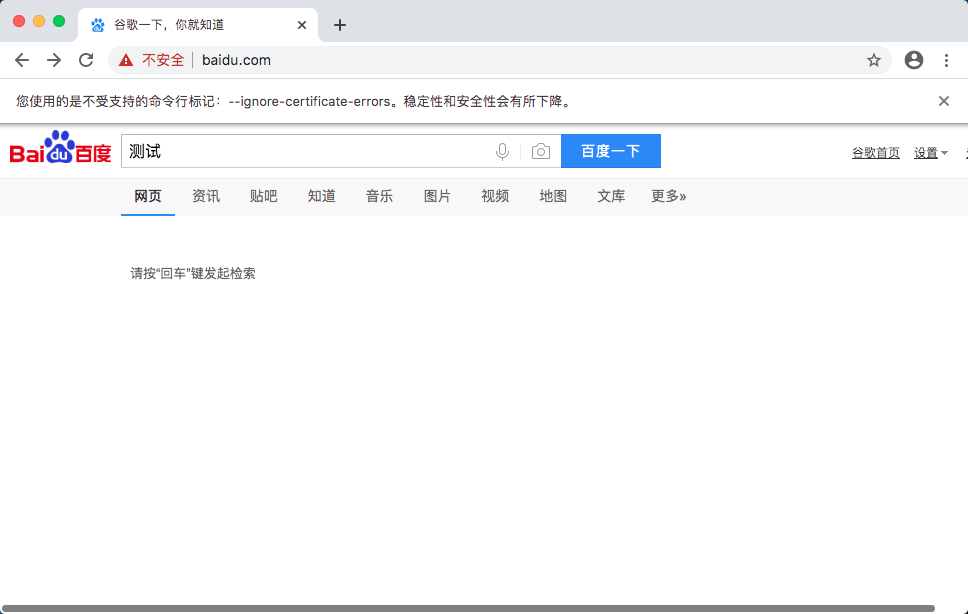 谷歌一下，你就知道
不安全 baidu.com
您使用的是不受支持的命令行标记：--ignore-certificate-errors。稳定性和安全性会有所下降。
Bai du 百度 测试 百度一下 谷歌首页 设置
网页 资讯 贴吧 知道 音乐 图片 视频 地图 文库 更多»
请按“回车”键发起检索